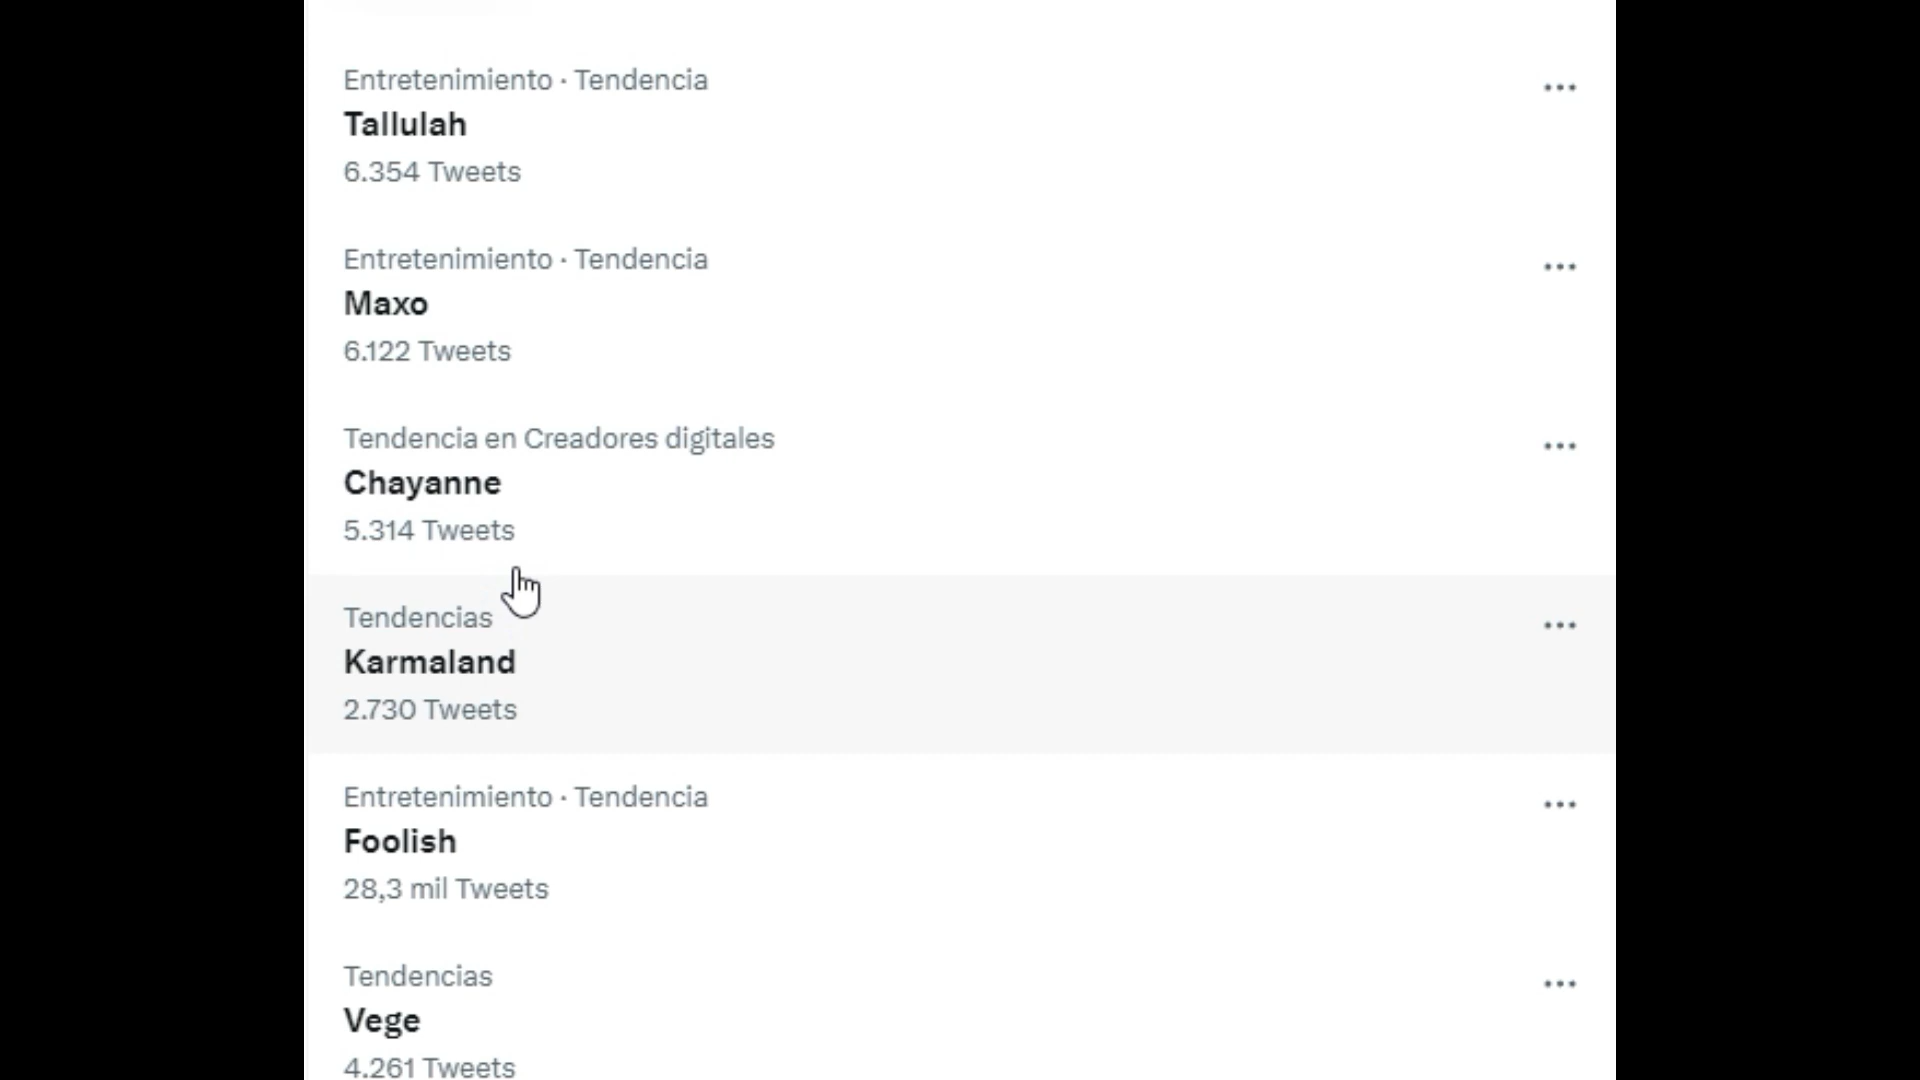 Entretenimiento · Tendencia
Tallulah
6.354 Tweets
Entretenimiento · Tendencia
Maxo
6.122 Tweets
Tendencia en Creadores digitales
Chayanne
5.314 Tweets
Tendencias
Karmaland
2.730 Tweets
Entretenimiento · Tendencia
Foolish
28,3 mil Tweets
Tendencias
Vege
4.261 Tweets